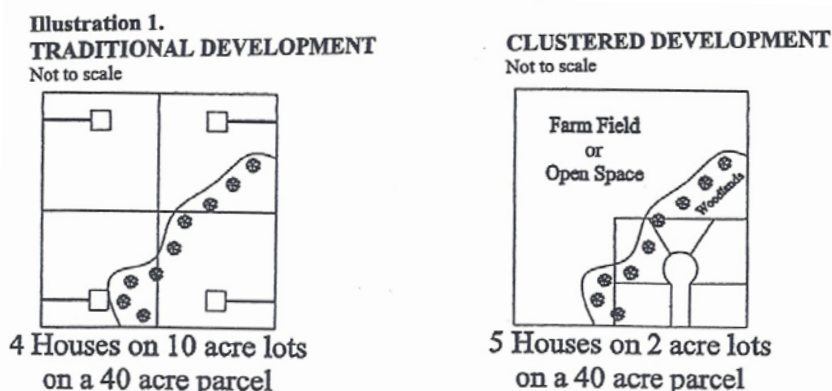 Illustration 1.
TRADITIONAL DEVELOPMENT
Not to scale
4 Houses on 10 acre lots
on a 40 acre parcel
CLUSTERED DEVELOPMENT
Not to scale
Farm Field
or
Open Space
Woodlands
5 Houses on 2 acre lots
on a 40 acre parcel